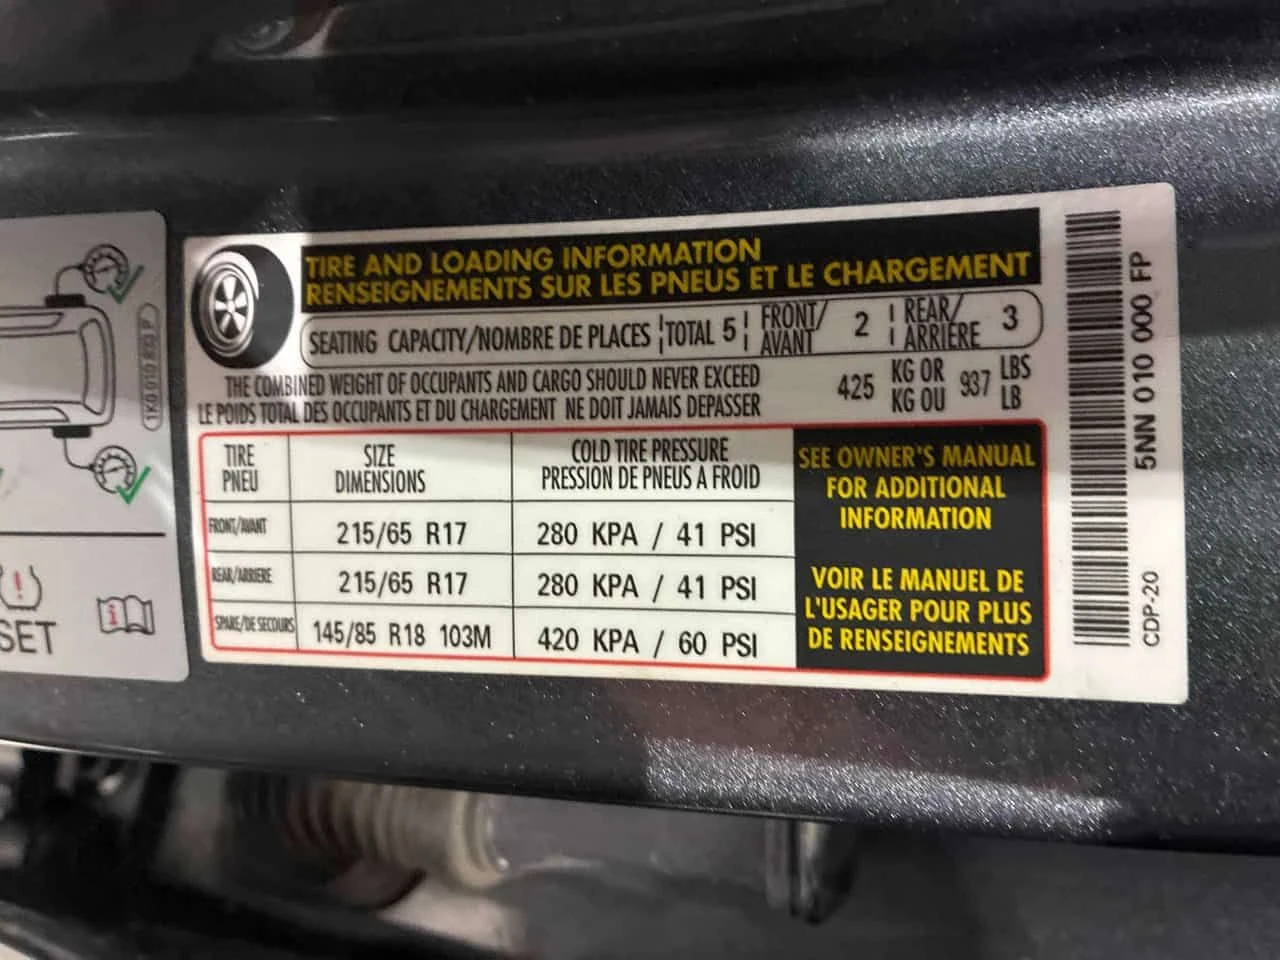 1K0 010 893 P
SET
TIRE AND LOADING INFORMATION
RENSEIGNEMENTS SUR LES PNEUS ET LE CHARGEMENT
SEATING CAPACITY/NOMBRE DE PLACES TOTAL 5 FRONT/AVANT 2 REAR/ARRIÈRE 3
THE COMBINED WEIGHT OF OCCUPANTS AND CARGO SHOULD NEVER EXCEED
LE POIDS TOTAL DES OCCUPANTS ET DU CHARGEMENT NE DOIT JAMAIS DEPASSER
425 KG OR 937 LBS
KG OU LB
TIRE SIZE COLD TIRE PRESSURE
PNEU DIMENSIONS PRESSION DE PNEUS A FROID
FRONT/AVANT 215/65 R17 280 KPA / 41 PSI
REAR/ARRIERE 215/65 R17 280 KPA / 41 PSI
SPARE/DE SECOURS 145/85 R18 103M 420 KPA / 60 PSI
SEE OWNER'S MANUAL
FOR ADDITIONAL
INFORMATION
VOIR LE MANUEL DE
L'USAGER POUR PLUS
DE RENSEIGNEMENTS
5NN 010 000 FP
CDP-20